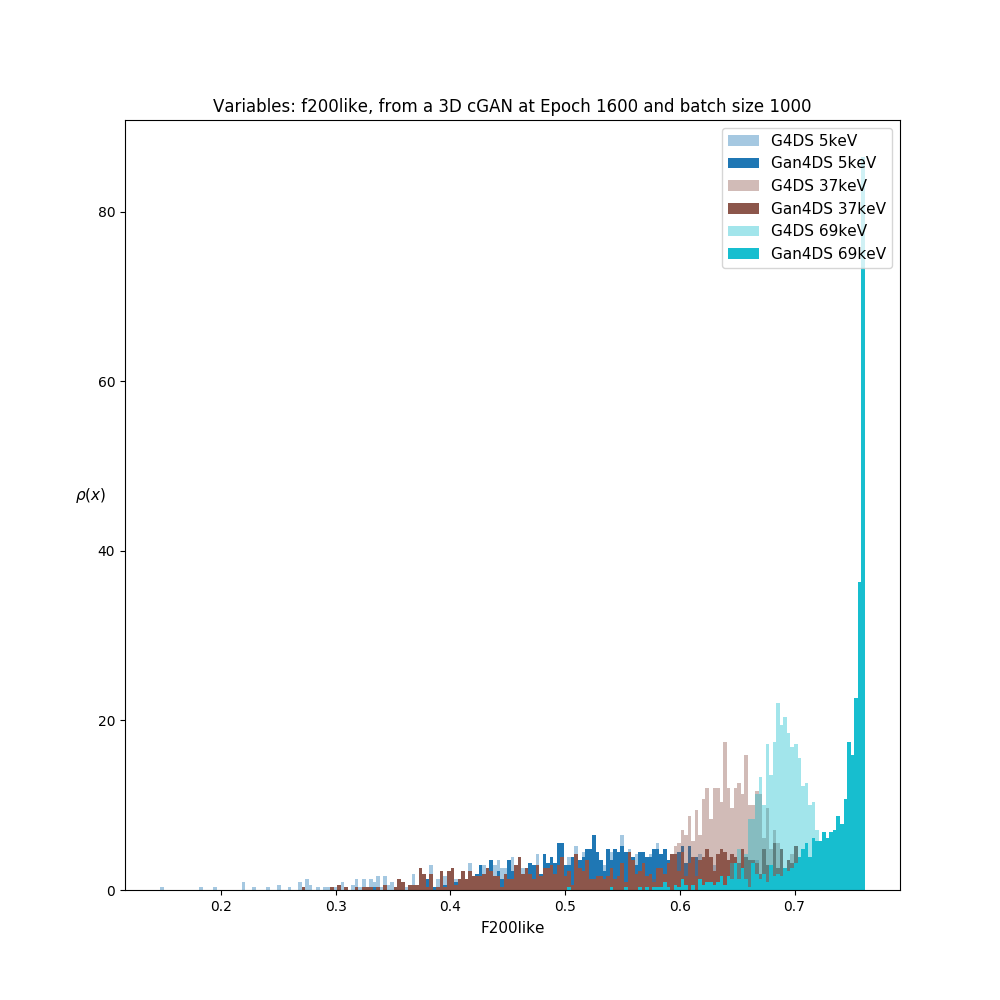 Variables: f200like, from a 3D cGAN at Epoch 1600 and batch size 1000
G4DS 5keV
Gan4DS 5keV
G4DS 37keV
Gan4DS 37keV
G4DS 69keV
Gan4DS 69keV
80
60
ρ(x)
40
20
0
0.2 0.3 0.4 0.5 0.6 0.7
F200like